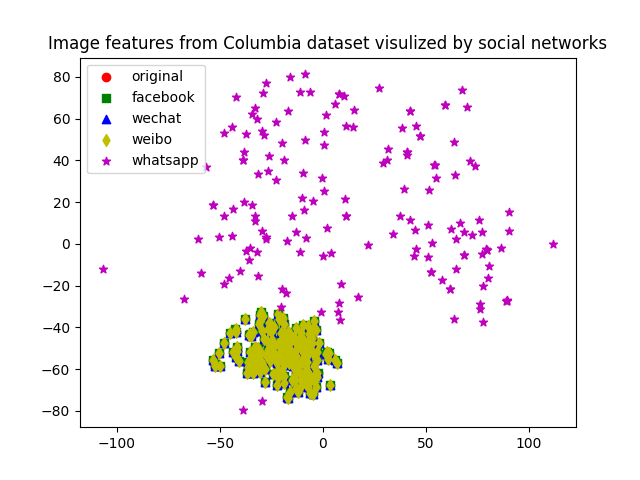 Image features from Columbia dataset visulized by social networks
original
facebook
wechat
weibo
whatsapp
80
60
40
20
0
−20
−40
−60
−80
−100
−50
0
50
100